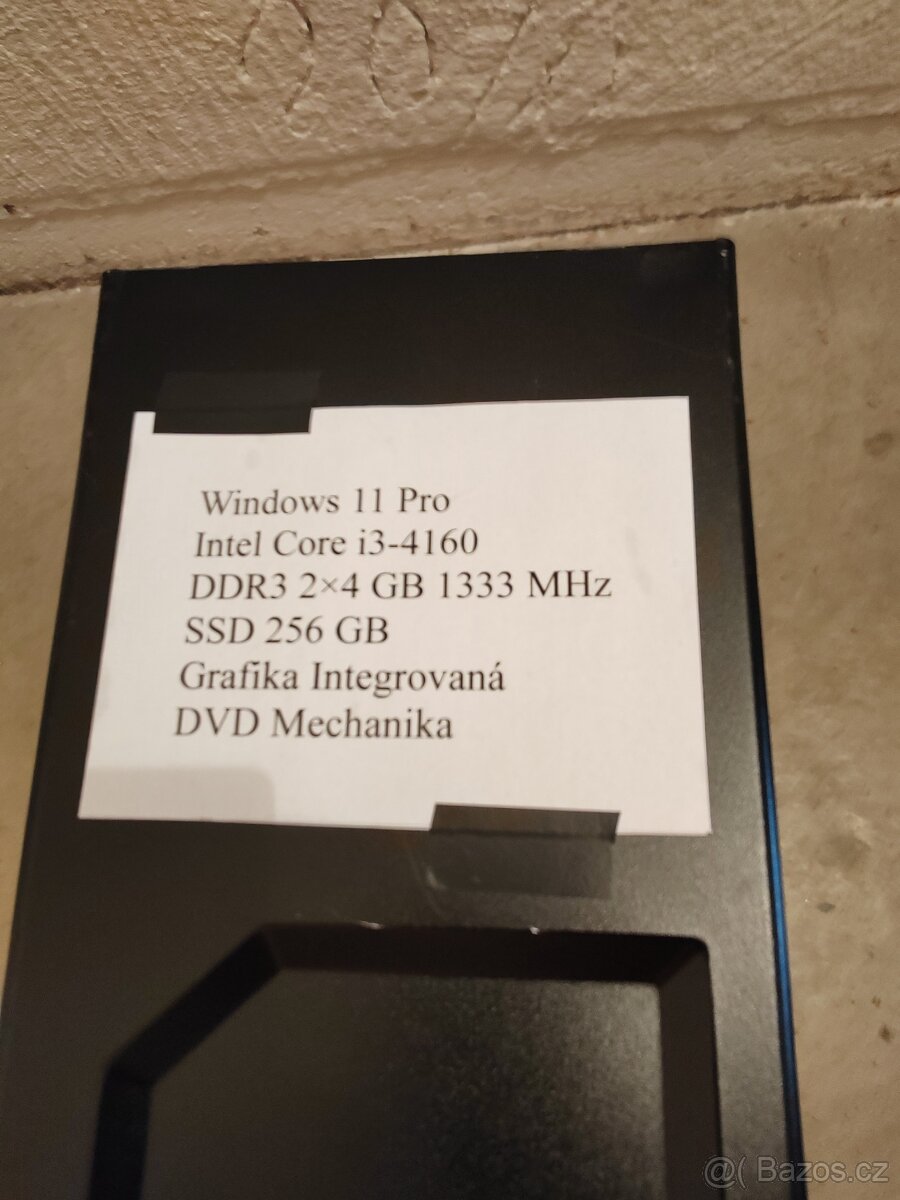 Windows 11 Pro
Intel Core i3-4160
DDR3 2×4 GB 1333 MHz
SSD 256 GB
Grafika Integrovaná
DVD Mechanika
@( Bazos.cz